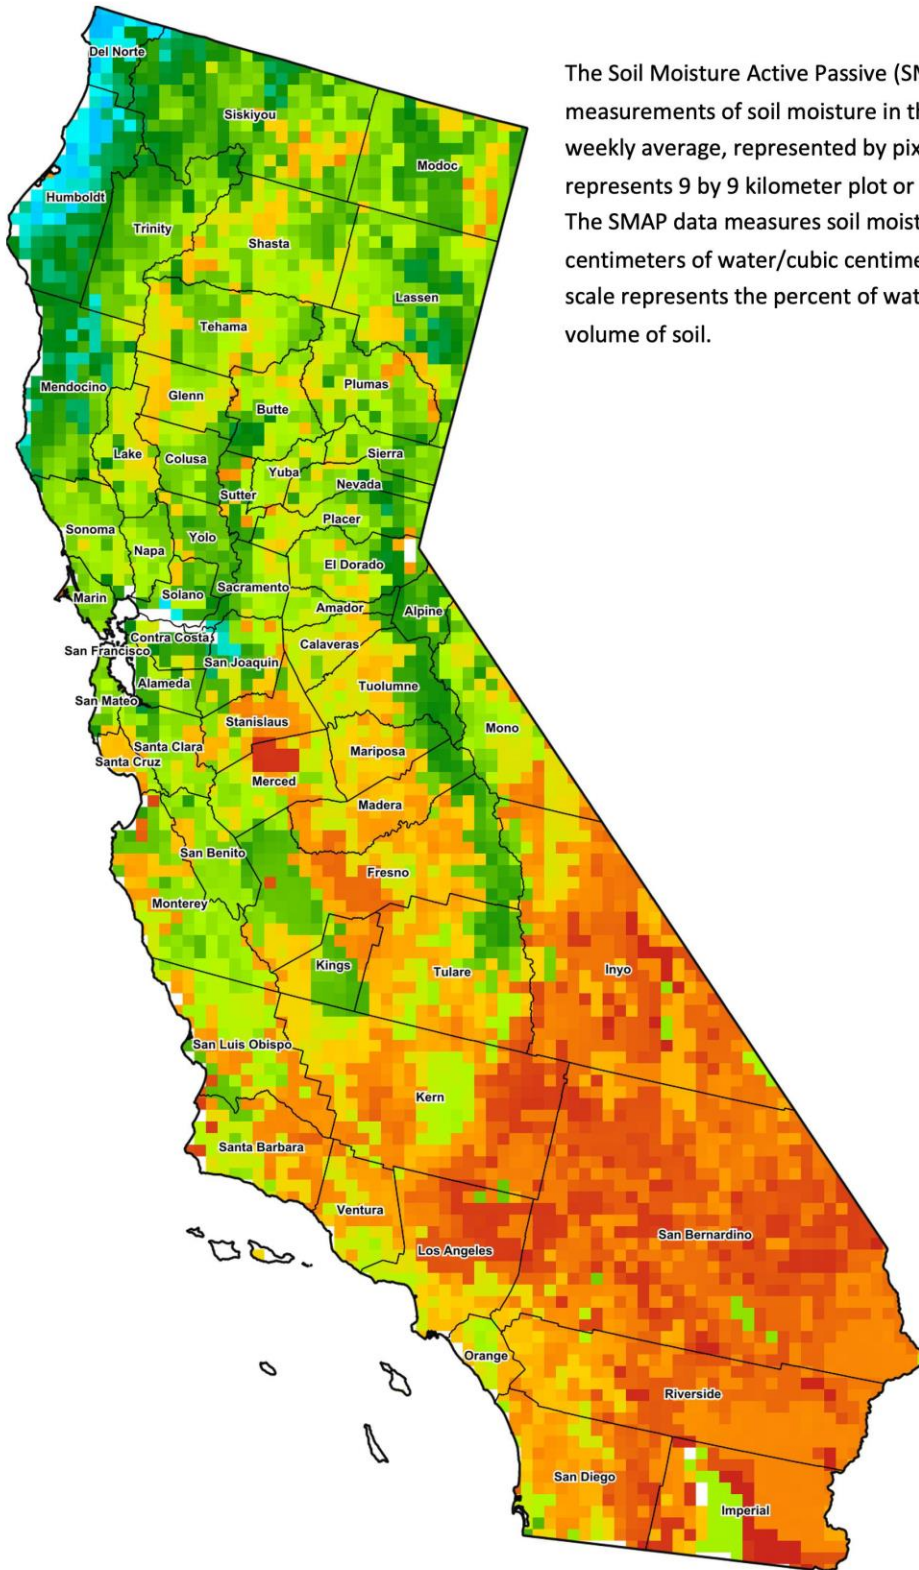 Del Norte
Siskiyou
Modoc
The Soil Moisture Active Passive (SM
measurements of soil moisture in th
weekly average, represented by pix
represents 9 by 9 kilometer plot or
The SMAP data measures soil moist
centimeters of water/cubic centime
scale represents the percent of wat
volume of soil.
Humboldt
Trinity
Shasta
Lassen
Tehama
Mendocino
Glenn
Plumas
Butte
Lake
Colusa
Sierra
Yuba
Nevada
Sutter
Placer
Sonoma
Yolo
Napa
El Dorado
Sacramento
Solano
Marin
Amador
Alpine
Contra Costa
Calaveras
San Francisco
San Joaquin
Alameda
Tuolumne
San Mateo
Stanislaus
Mono
Santa Clara
Mariposa
Santa Cruz
Merced
Madera
San Benito
Fresno
Monterey
Kings
Tulare
Inyo
San Luis Obispo
Kern
Santa Barbara
Ventura
San Bernardino
Los Angeles
Orange
Riverside
San Diego
Imperial